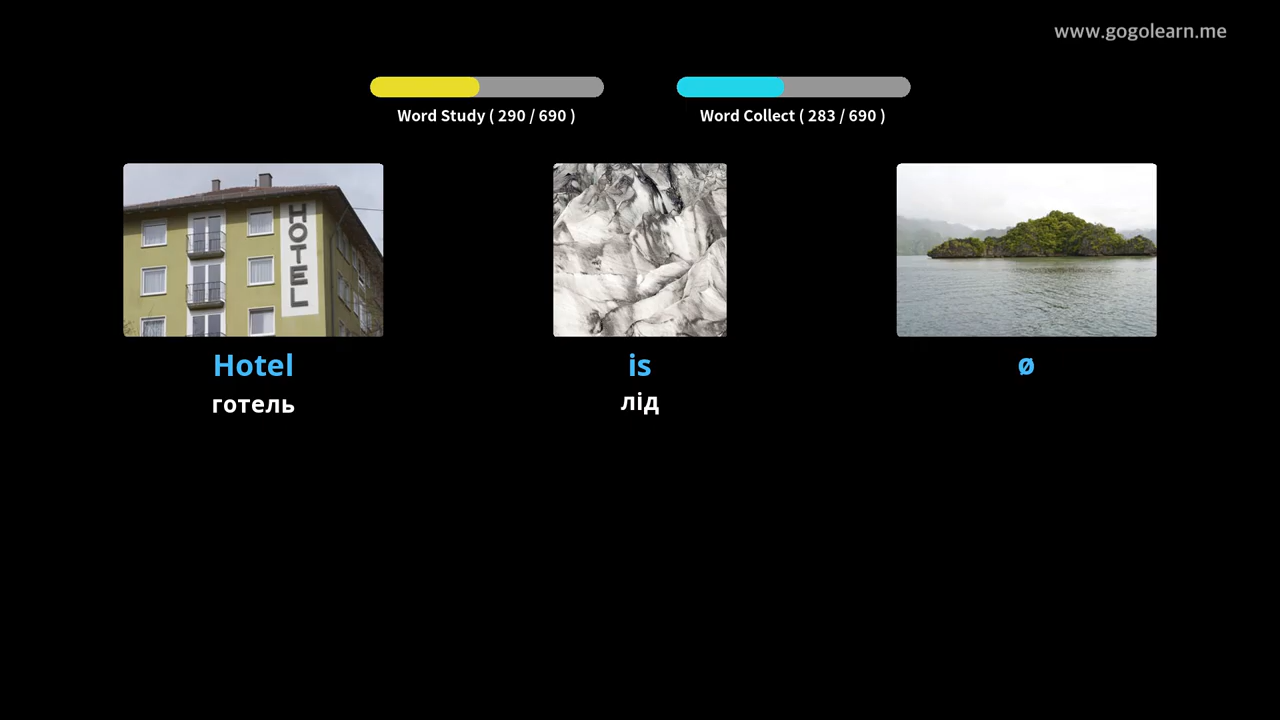 www.gogolearn.me
Word Study ( 290 / 690 )
Word Collect ( 283 / 690 )
HOTEL
Hotel
is
ø
готель
лід